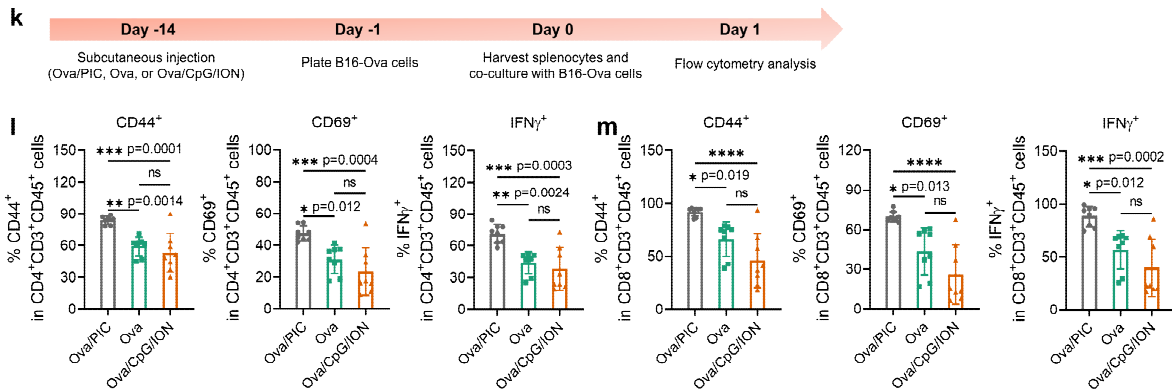 k
Day -14
Day -1
Day 0
Day 1
Subcutaneous injection
(Ova/PIC, Ova, or Ova/CpG/ION)
Plate B16-Ova cells
Harvest splenocytes and
co-culture with B16-Ova cells
Flow cytometry analysis
l
CD44⁺
% CD44⁺
in CD4⁺CD3⁺CD45⁺ cells
150
120
90
60
30
0
*** p=0.0001
ns
** p=0.0014
Ova/PIC
Ova
Ova/CpG/ION
CD69⁺
% CD69⁺
in CD4⁺CD3⁺CD45⁺ cells
100
80
60
40
20
0
*** p=0.0004
ns
* p=0.012
Ova/PIC
Ova
Ova/CpG/ION
IFNγ⁺
% IFNγ⁺
in CD4⁺CD3⁺CD45⁺ cells
150
100
50
0
*** p=0.0003
** p=0.0024
ns
Ova/PIC
Ova
Ova/CpG/ION
m
CD44⁺
% CD44⁺
in CD8⁺CD3⁺CD45⁺ cells
150
100
50
0
****
* p=0.019
ns
Ova/PIC
Ova
Ova/CpG/ION
CD69⁺
% CD69⁺
in CD8⁺CD3⁺CD45⁺ cells
120
90
60
30
0
****
* p=0.013
ns
Ova/PIC
Ova
Ova/CpG/ION
IFNγ⁺
% IFNγ⁺
in CD8⁺CD3⁺CD45⁺ cells
150
100
50
0
*** p=0.0002
* p=0.012
ns
Ova/PIC
Ova
Ova/CpG/ION